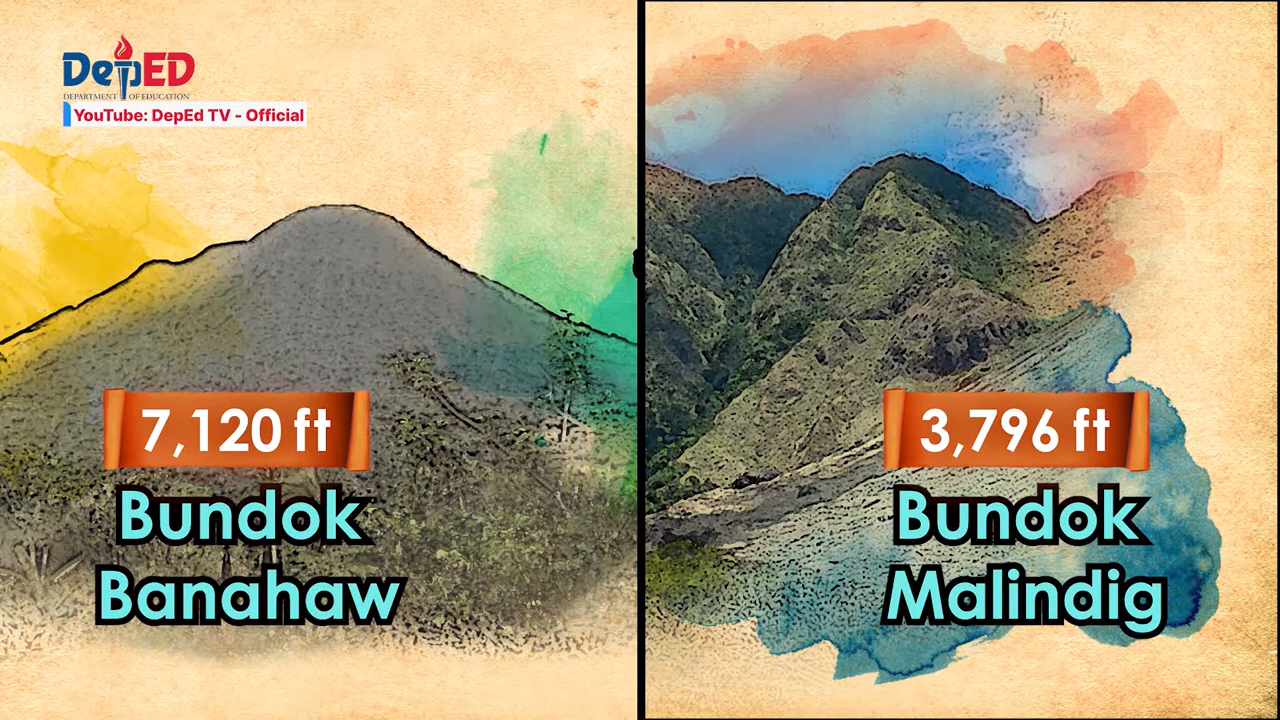 DepED
DEPARTMENT OF EDUCATION
YouTube: DepEd TV - Official
7,120 ft
Bundok
Banahaw
3,796 ft
Bundok
Malindig